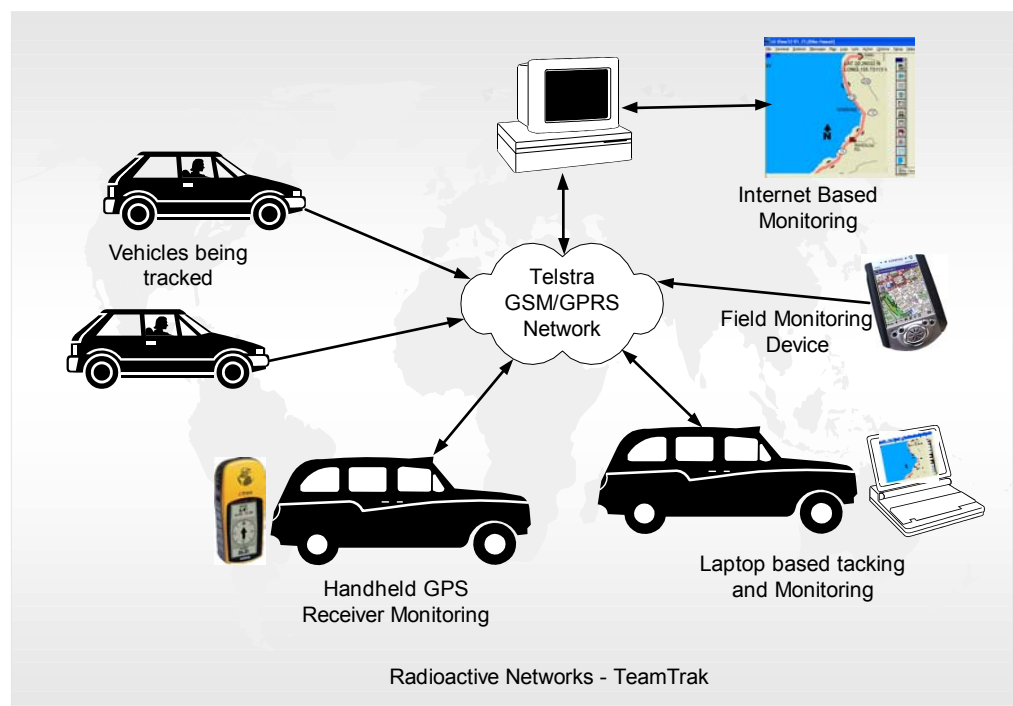 Internet Based
Monitoring
Vehicles being
tracked
Telstra
GSM/GPRS
Network
Field Monitoring
Device
Handheld GPS
Receiver Monitoring
Laptop based tacking
and Monitoring
Radioactive Networks - TeamTrak